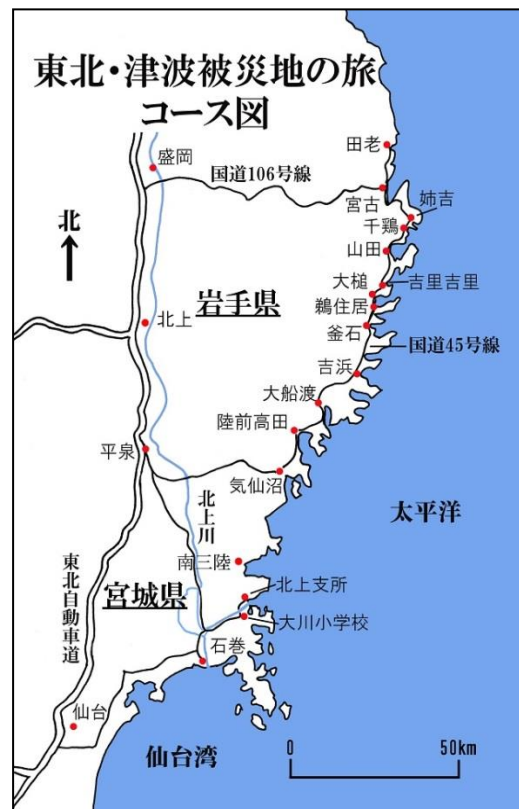 東北・津波被災地の旅
コース図
田老
盛岡
国道106号線
宮古
姉吉
千鶏
北
山田
大槌
吉里吉里
鵜住居
岩手県
北上
釜石
国道45号線
吉浜
大船渡
陸前高田
平泉
気仙沼
北上川
太平洋
南三陸
北上支所
宮城県
大川小学校
東北自動車道
石巻
仙台
仙台湾
0
50km